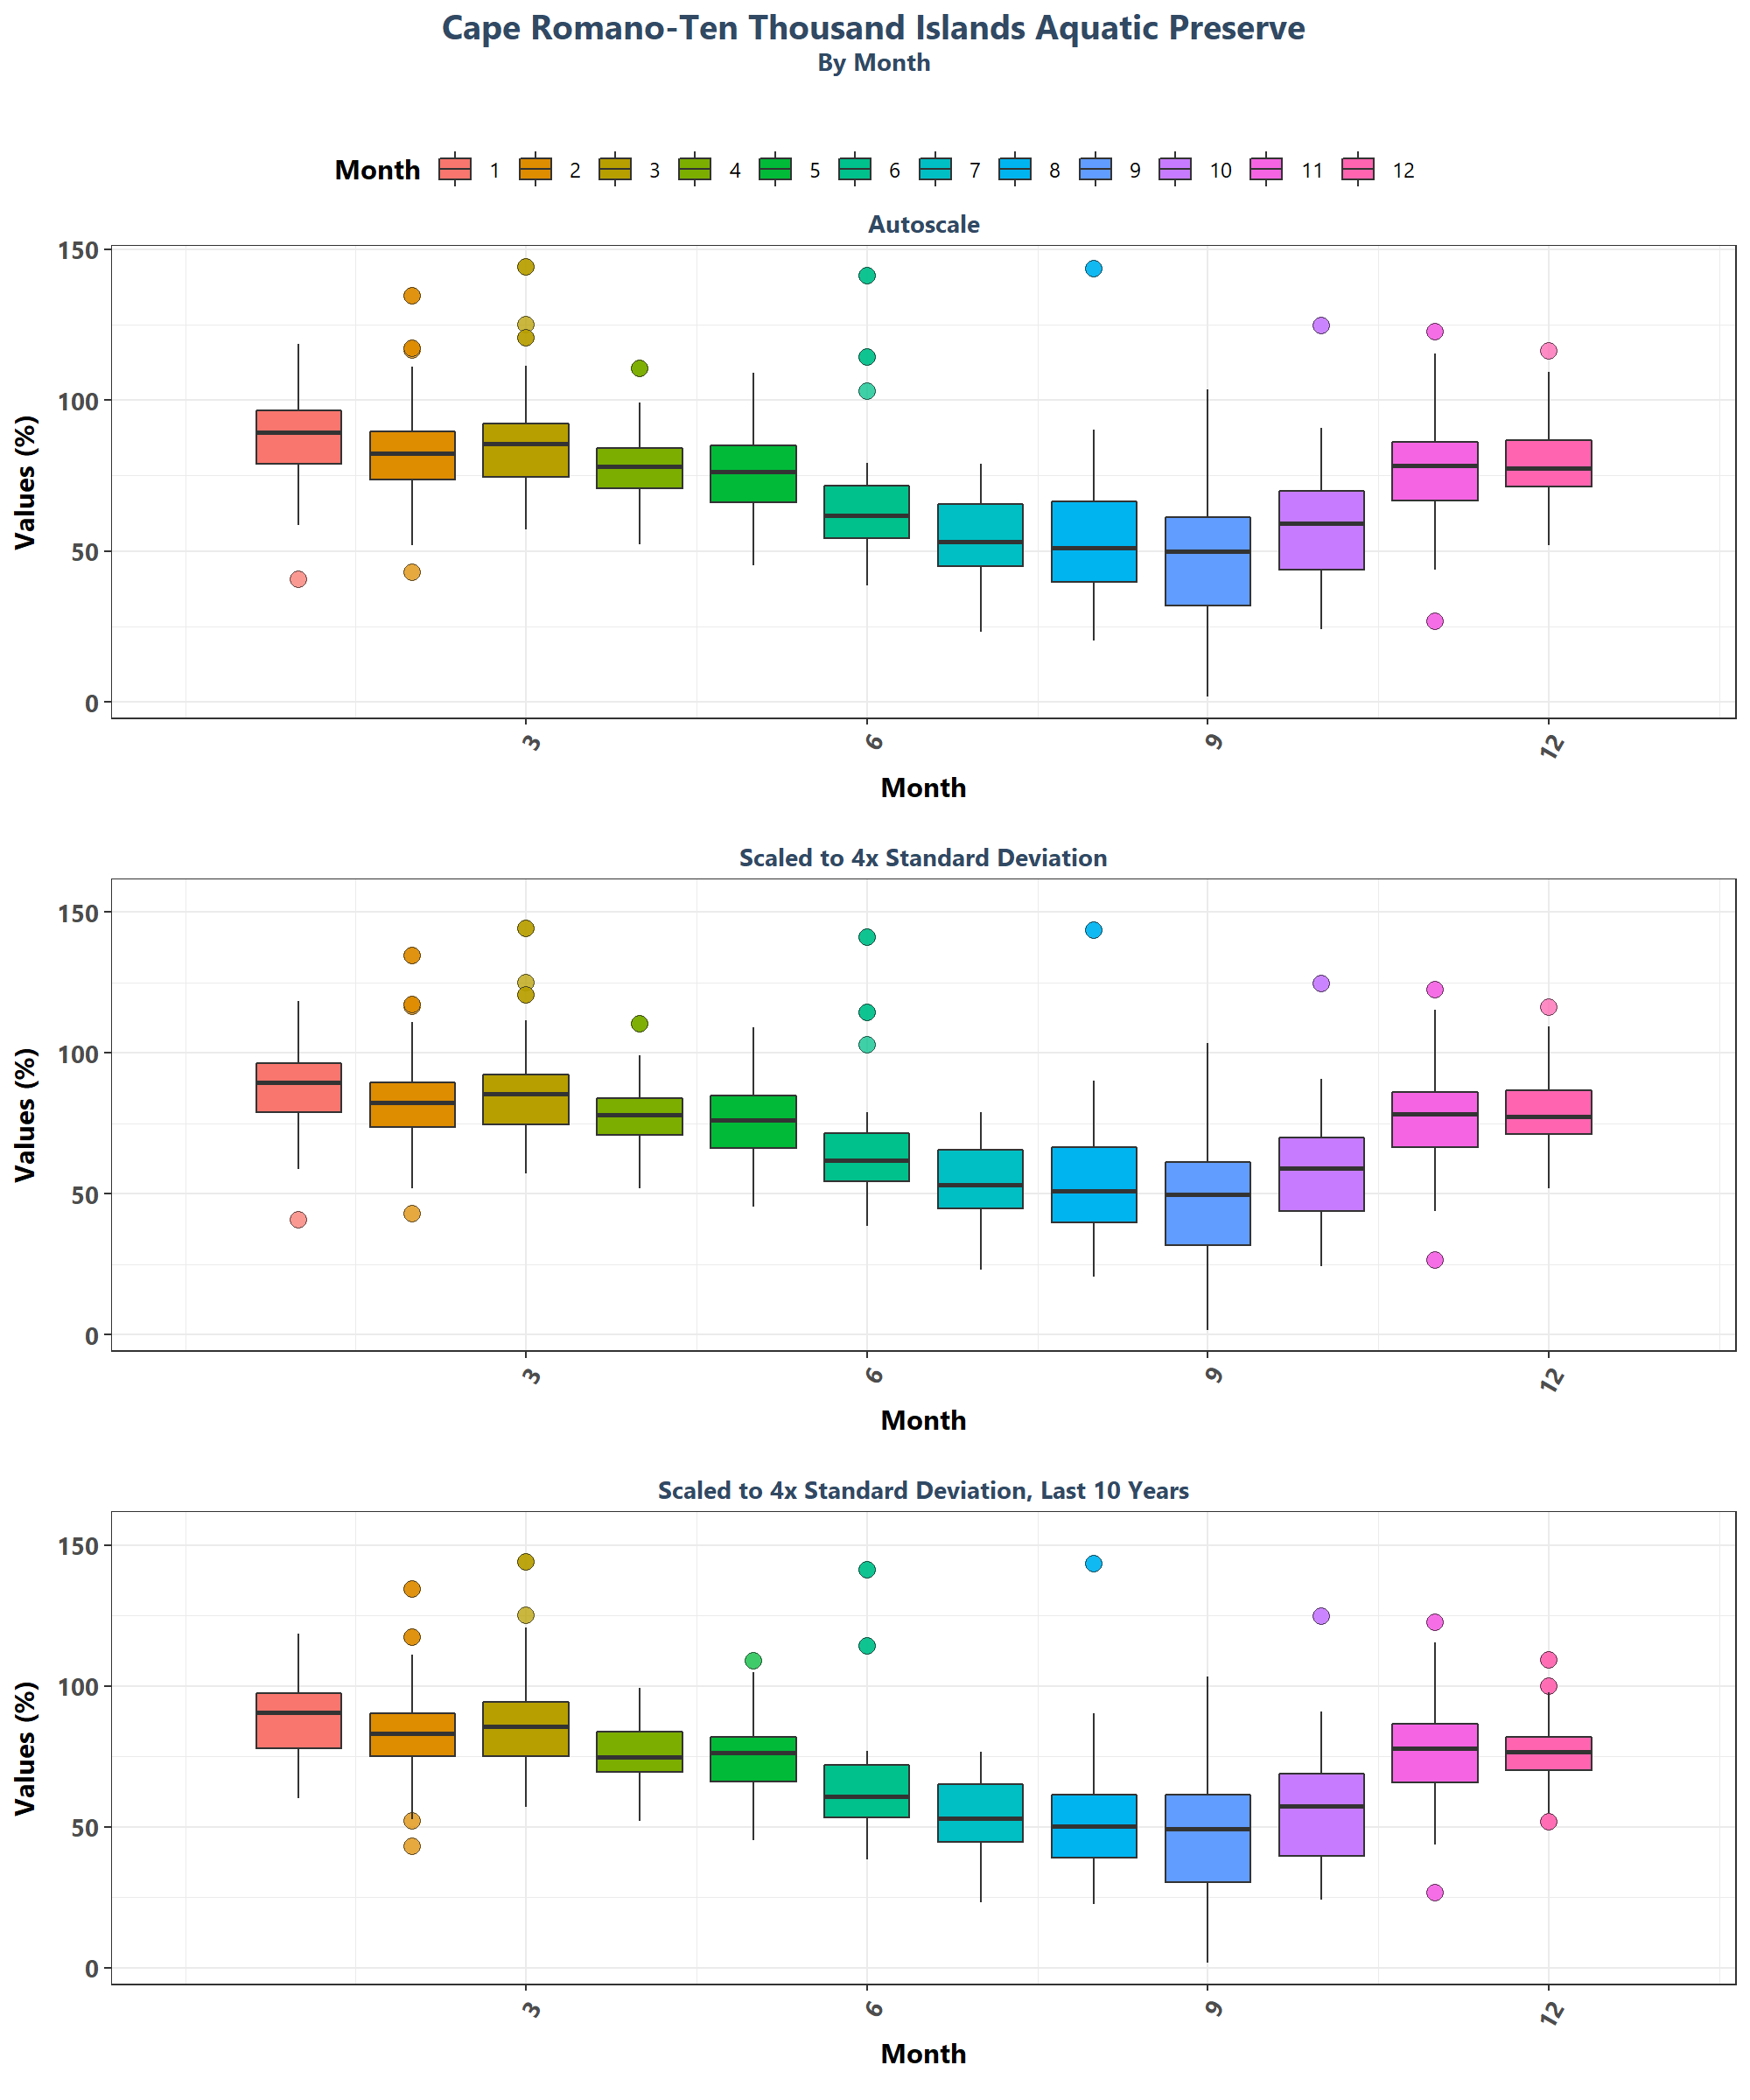 Cape Romano-Ten Thousand Islands Aquatic Preserve
By Month
Month 1 2 3 4 5 6 7 8 9 10 11 12
Autoscale
Values (%)
150
100
50
0
3 6 9 12
Month
Scaled to 4x Standard Deviation
Values (%)
150
100
50
0
3 6 9 12
Month
Scaled to 4x Standard Deviation, Last 10 Years
Values (%)
150
100
50
0
3 6 9 12
Month